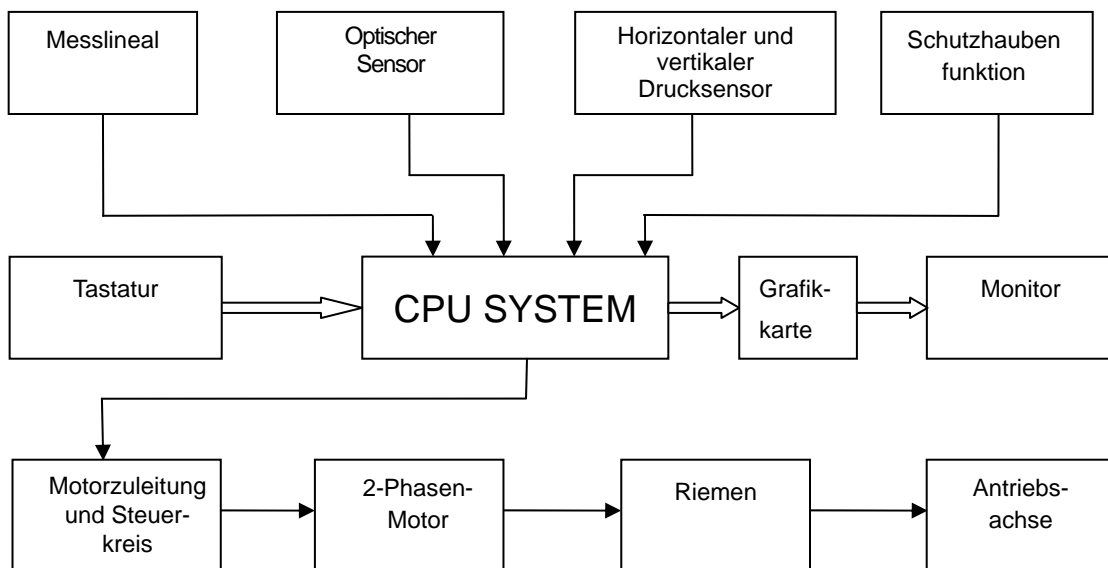 Messlineal
Optischer
Sensor
Horizontaler und
vertikaler
Drucksensor
Schutzhauben
funktion
Tastatur
CPU SYSTEM
Grafik-
karte
Monitor
Motorzuleitung
und Steuer-
kreis
2-Phasen-
Motor
Riemen
Antriebs-
achse